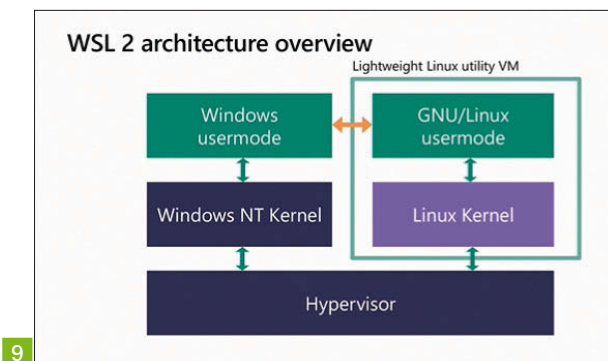 WSL 2 architecture overview
Lightweight Linux utility VM
Windows
usermode
GNU/Linux
usermode
Windows NT Kernel
Linux Kernel
Hypervisor
9